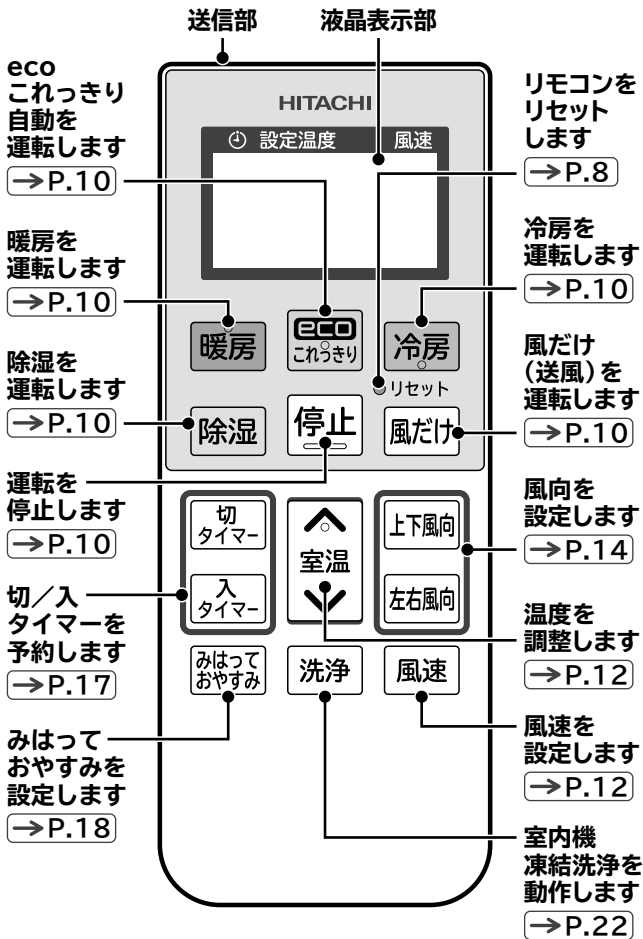 送信部
液晶表示部
eco
これっきり
自動を
運転します
→P.10
暖房を
運転します
→P.10
除湿を
運転します
→P.10
運転を
停止します
→P.10
切／入
タイマーを
予約します
→P.17
みはって
おやすみを
設定します
→P.18
HITACHI
設定温度 風速
暖房
eco
これっきり
冷房
リセット
除湿
停止
風だけ
切
タイマー
入
タイマー
室温
上下風向
左右風向
みはって
おやすみ
洗浄
風速
リモコンを
リセット
します
→P.8
冷房を
運転します
→P.10
風だけ
（送風）を
運転します
→P.10
風向を
設定します
→P.14
温度を
調整します
→P.12
風速を
設定します
→P.12
室内機
凍結洗浄を
動作します
→P.22